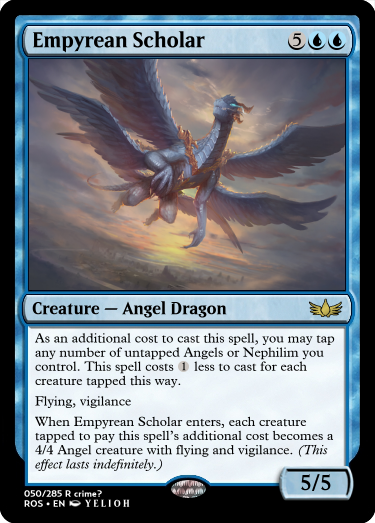 Empyrean Scholar 5
Creature — Angel Dragon
As an additional cost to cast this spell, you may tap
any number of untapped Angels or Nephilim you
control. This spell costs 1 less to cast for each
creature tapped this way.
Flying, vigilance
When Empyrean Scholar enters, each creature
tapped to pay this spell's additional cost becomes a
4/4 Angel creature with flying and vigilance. (This
effect lasts indefinitely.)
5/5
050/285 R crime?
ROS • EN YELIOH